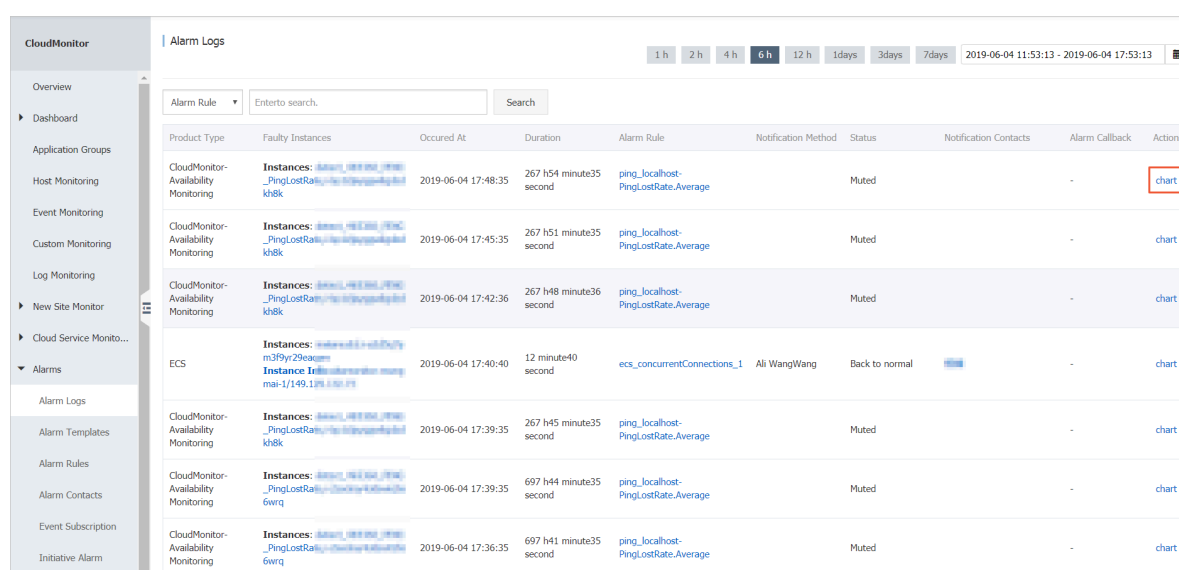 CloudMonitor
Overview
Dashboard
Application Groups
Host Monitoring
Event Monitoring
Custom Monitoring
Log Monitoring
New Site Monitor
Cloud Service Monito...
Alarms
Alarm Logs
Alarm Templates
Alarm Rules
Alarm Contacts
Event Subscription
Initiative Alarm
Alarm Logs
1 h 2 h 4 h 6 h 12 h 1days 3days 7days 2019-06-04 11:53:13 - 2019-06-04 17:53:13
Alarm Rule Enterto search. Search
Product Type Faulty Instances Occured At Duration Alarm Rule Notification Method Status Notification Contacts Alarm Callback Action
CloudMonitor- Instances:
Availability _PingLostRa 2019-06-04 17:48:35 267 h54 minute35 ping_localhost- Muted - chart
Monitoring kh8k second PingLostRate.Average
CloudMonitor- Instances:
Availability _PingLostRa 2019-06-04 17:45:35 267 h51 minute35 ping_localhost- Muted - chart
Monitoring kh8k second PingLostRate.Average
CloudMonitor- Instances:
Availability _PingLostRa 2019-06-04 17:42:36 267 h48 minute36 ping_localhost- Muted - chart
Monitoring kh8k second PingLostRate.Average
Instances:
ECS m3f9yr29ea 2019-06-04 17:40:40 12 minute40 ecs_concurrentConnections_1 Ali WangWang Back to normal - chart
Instance In second
mai-1/149.1
CloudMonitor- Instances:
Availability _PingLostRa 2019-06-04 17:39:35 267 h45 minute35 ping_localhost- Muted - chart
Monitoring kh8k second PingLostRate.Average
CloudMonitor- Instances:
Availability _PingLostRa 2019-06-04 17:39:35 697 h44 minute35 ping_localhost- Muted - chart
Monitoring 6wrq second PingLostRate.Average
CloudMonitor- Instances:
Availability _PingLostRa 2019-06-04 17:36:35 697 h41 minute35 ping_localhost- Muted - chart
Monitoring 6wrq second PingLostRate.Average